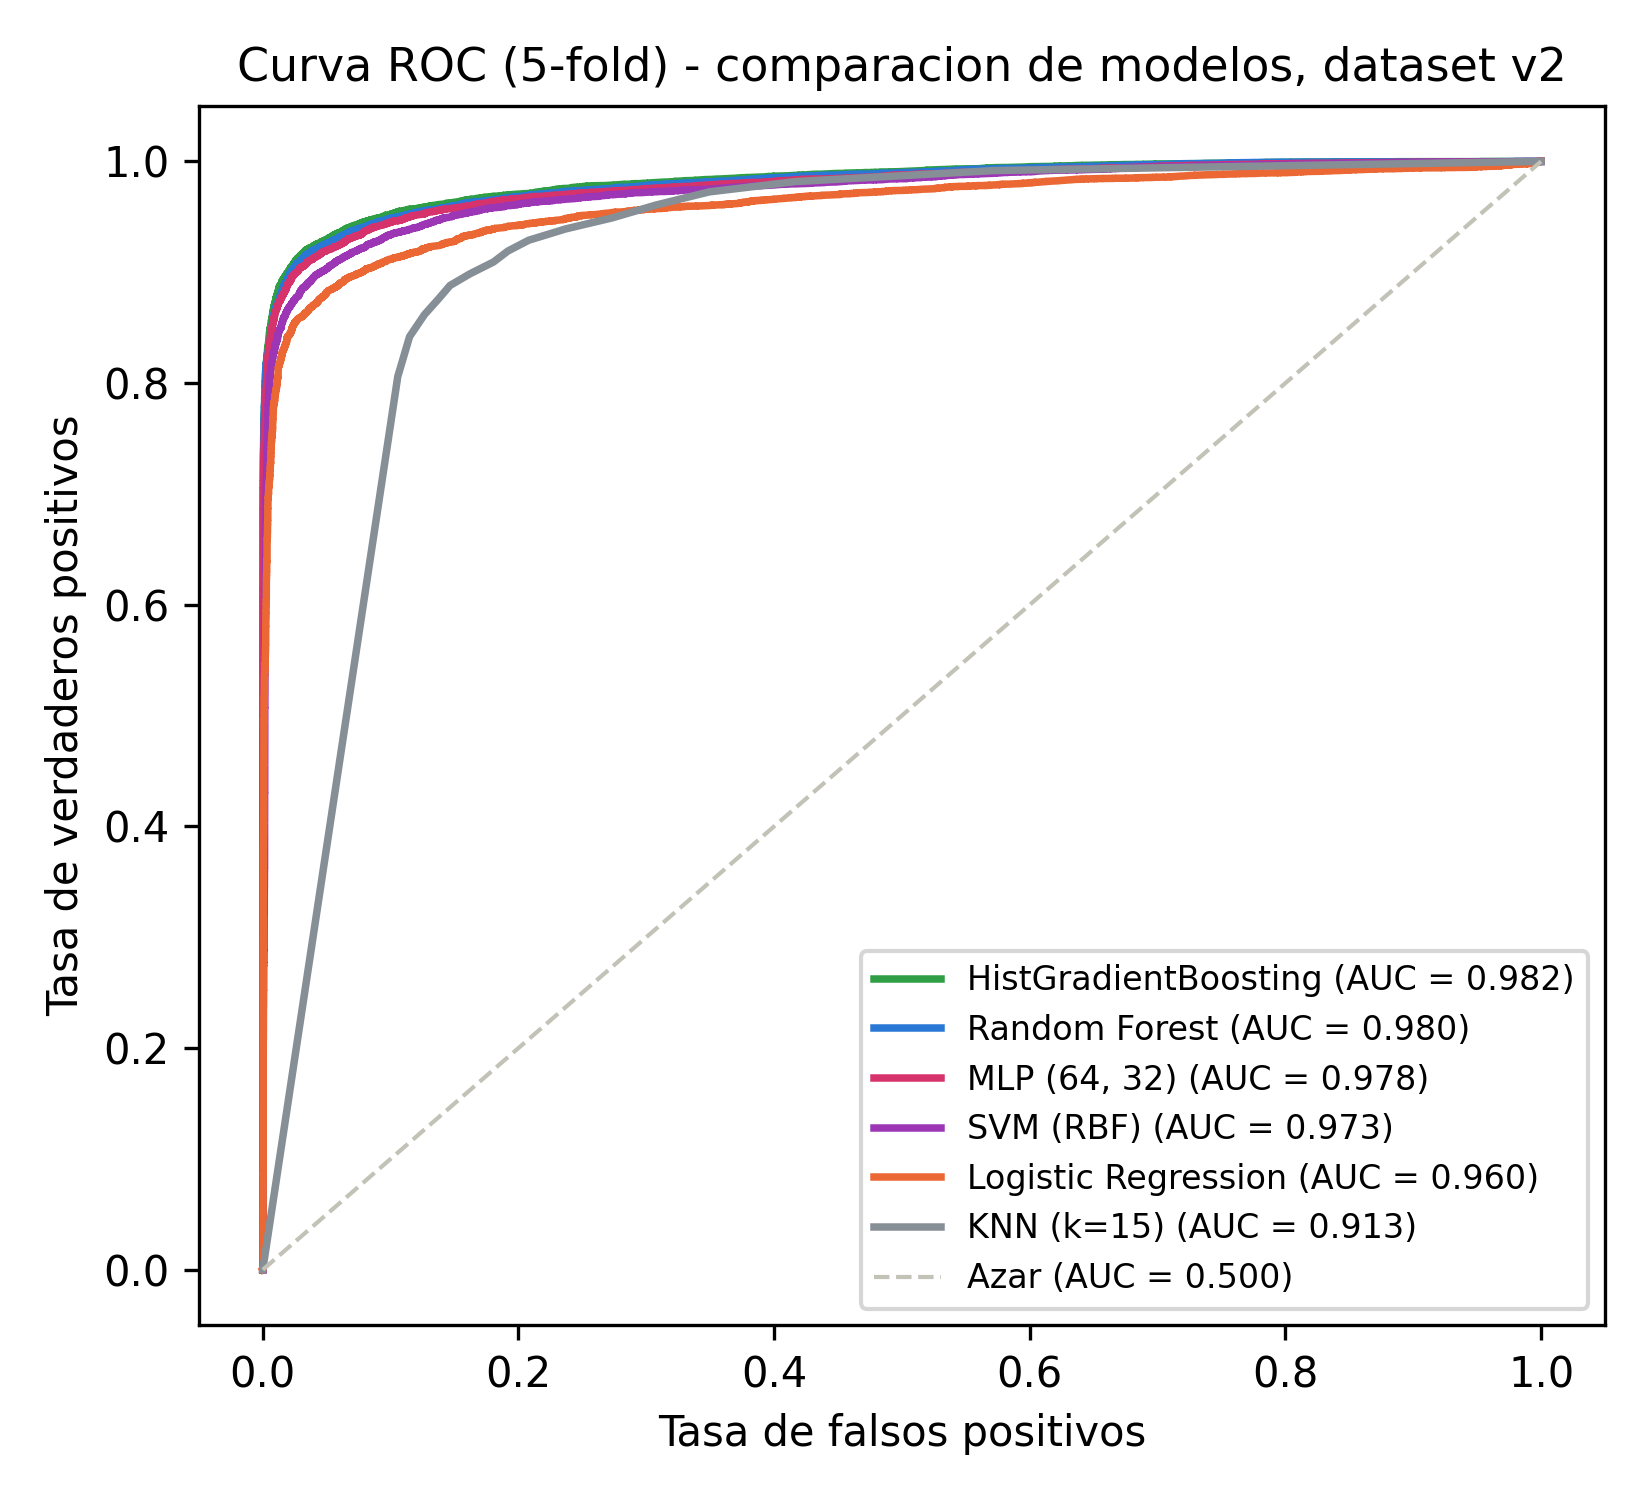 Curva ROC (5-fold) - comparacion de modelos, dataset v2
Tasa de verdaderos positivos
1.0
0.8
0.6
0.4
0.2
0.0
HistGradientBoosting (AUC = 0.982)
Random Forest (AUC = 0.980)
MLP (64, 32) (AUC = 0.978)
SVM (RBF) (AUC = 0.973)
Logistic Regression (AUC = 0.960)
KNN (k=15) (AUC = 0.913)
Azar (AUC = 0.500)
0.0 0.2 0.4 0.6 0.8 1.0
Tasa de falsos positivos